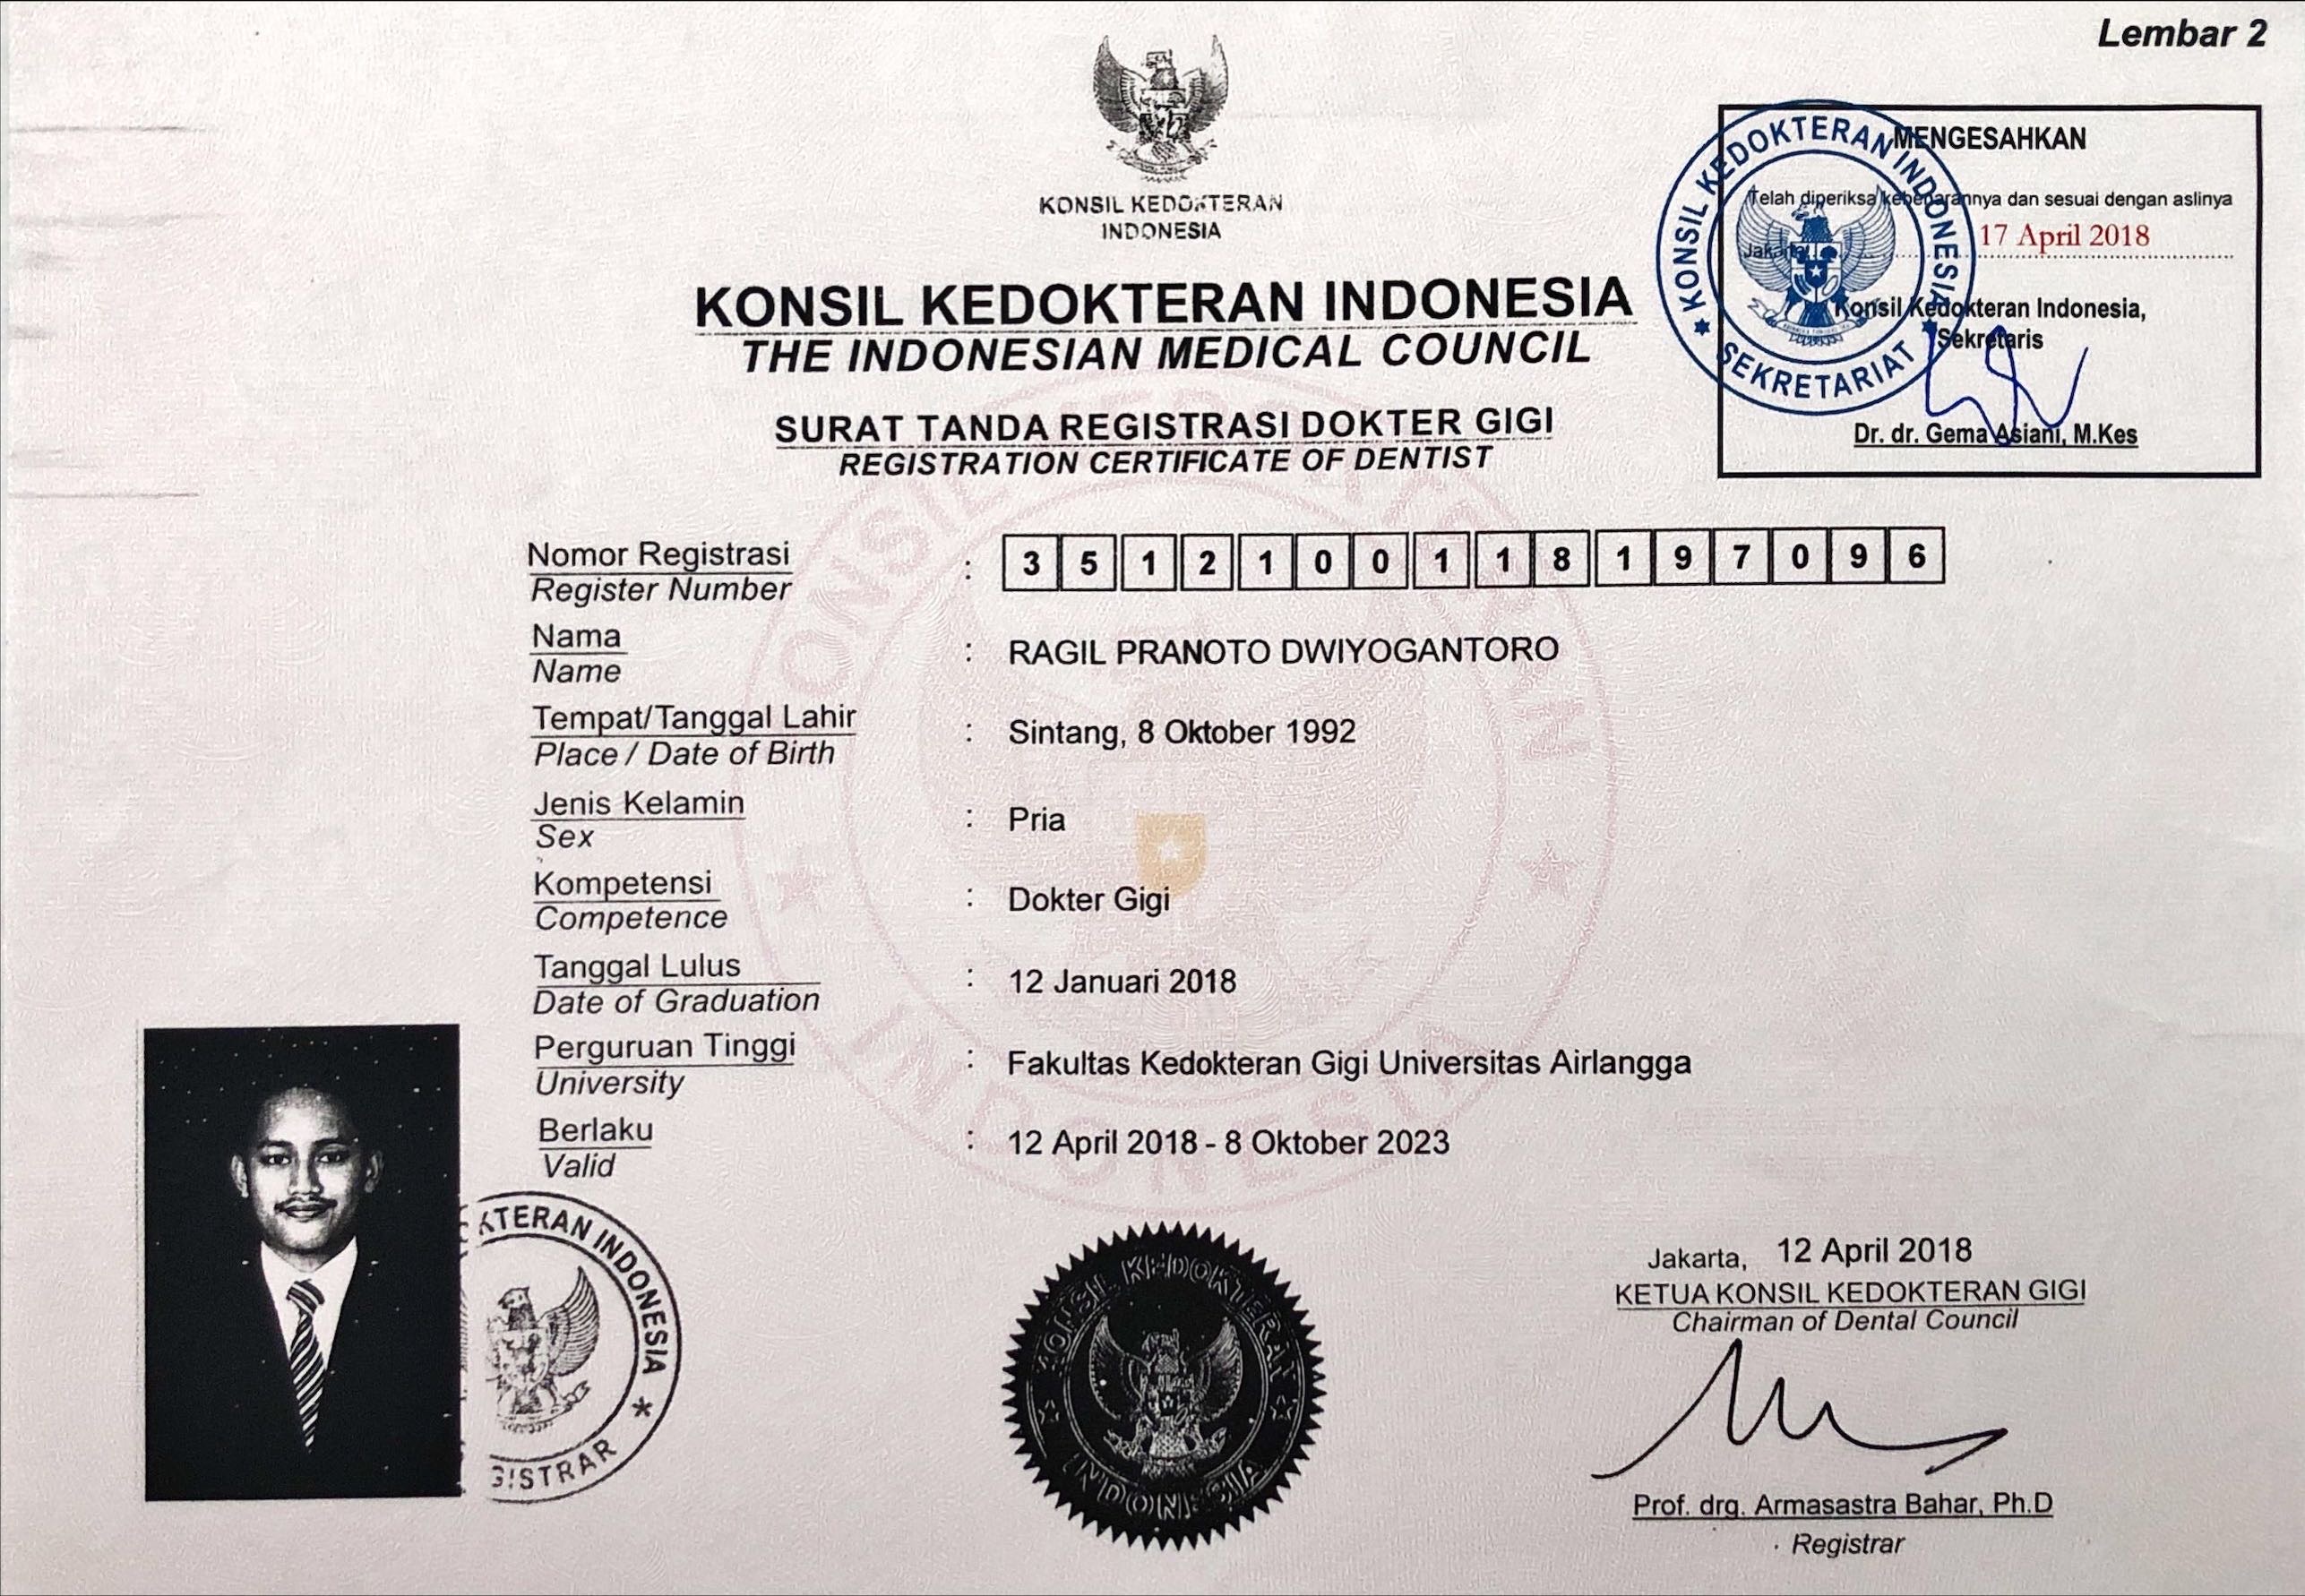 Lembar 2
KONSIL KEDOKTERAN
INDONESIA
MENGESAHKAN
Telah diperiksa kebenarannya dan sesuai dengan aslinya
Jakarta, 17 April 2018
Konsil Kedokteran Indonesia,
Sekretaris
Dr. dr. Gema Asiani, M.Kes
KONSIL KEDOKTERAN INDONESIA
SEKRETARIAT
KONSIL KEDOKTERAN INDONESIA
THE INDONESIAN MEDICAL COUNCIL
SURAT TANDA REGISTRASI DOKTER GIGI
REGISTRATION CERTIFICATE OF DENTIST
Nomor Registrasi : 3 5 1 2 1 0 0 1 1 8 1 9 7 0 9 6
Register Number
Nama : RAGIL PRANOTO DWIYOGANTORO
Name
Tempat/Tanggal Lahir : Sintang, 8 Oktober 1992
Place / Date of Birth
Jenis Kelamin : Pria
Sex
Kompetensi : Dokter Gigi
Competence
Tanggal Lulus : 12 Januari 2018
Date of Graduation
Perguruan Tinggi : Fakultas Kedokteran Gigi Universitas Airlangga
University
Berlaku : 12 April 2018 - 8 Oktober 2023
Valid
KTERAN INDONESIA
GISTRAR
KONSIL KEDOKTERAN
INDONESIA
Jakarta, 12 April 2018
KETUA KONSIL KEDOKTERAN GIGI
Chairman of Dental Council
Prof. drg. Armasastra Bahar, Ph.D
Registrar